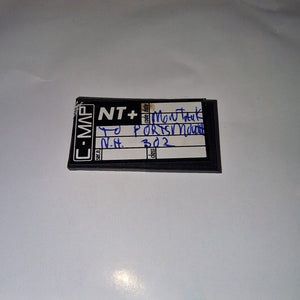 C-MAP
NT+ MONTAUK
TO PORTSMOUTH
N.H. 302